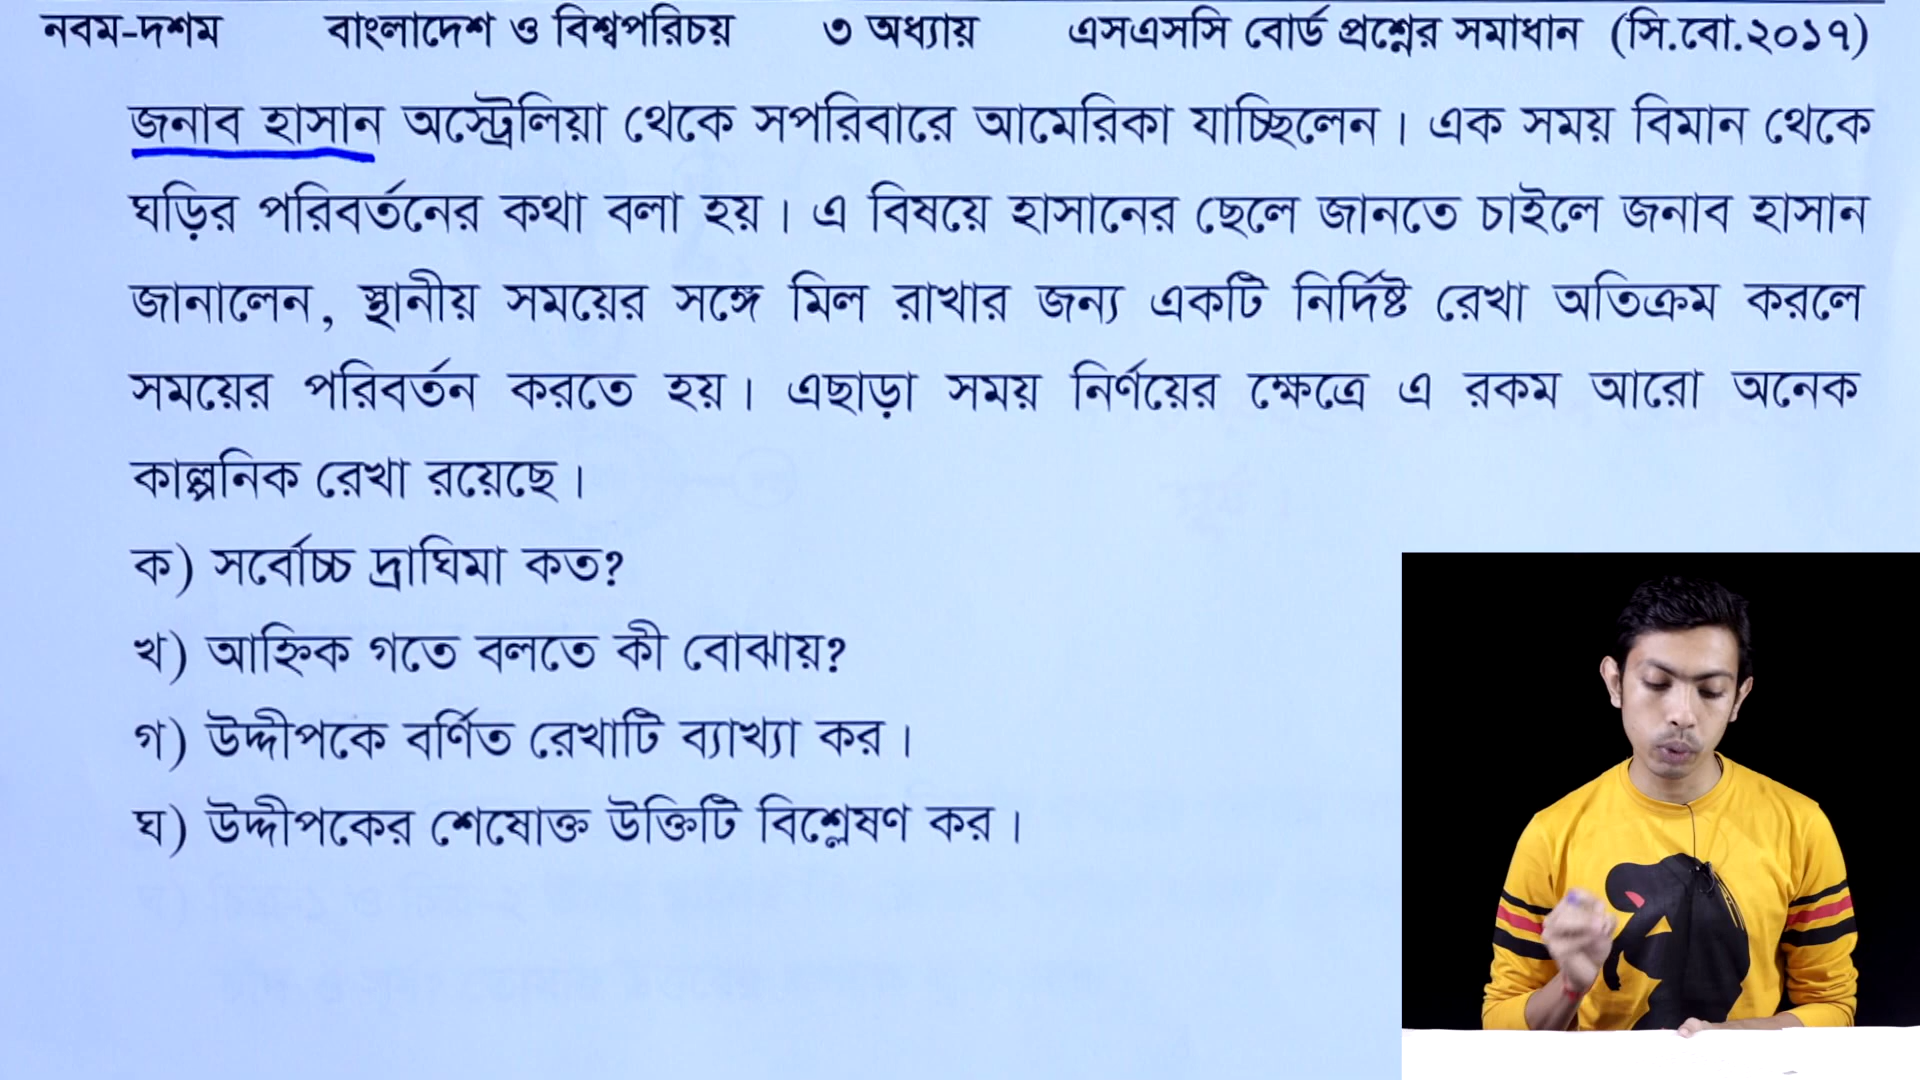 নবম-দশম বাংলাদেশ ও বিশ্বপরিচয় ৩ অধ্যায় এসএসসি বোর্ড প্রশ্নের সমাধান (সি.বো.২০১৭)
জনাব হাসান অস্ট্রেলিয়া থেকে সপরিবারে আমেরিকা যাচ্ছিলেন। এক সময় বিমান থেকে
ঘড়ির পরিবর্তনের কথা বলা হয়। এ বিষয়ে হাসানের ছেলে জানতে চাইলে জনাব হাসান
জানালেন, স্থানীয় সময়ের সঙ্গে মিল রাখার জন্য একটি নির্দিষ্ট রেখা অতিক্রম করলে
সময়ের পরিবর্তন করতে হয়। এছাড়া সময় নির্ণয়ের ক্ষেত্রে এ রকম আরো অনেক
কাল্পনিক রেখা রয়েছে।
ক) সর্বোচ্চ দ্রাঘিমা কত?
খ) আহ্নিক গতে বলতে কী বোঝায়?
গ) উদ্দীপকে বর্ণিত রেখাটি ব্যাখ্যা কর।
ঘ) উদ্দীপকের শেষোক্ত উক্তিটি বিশ্লেষণ কর।